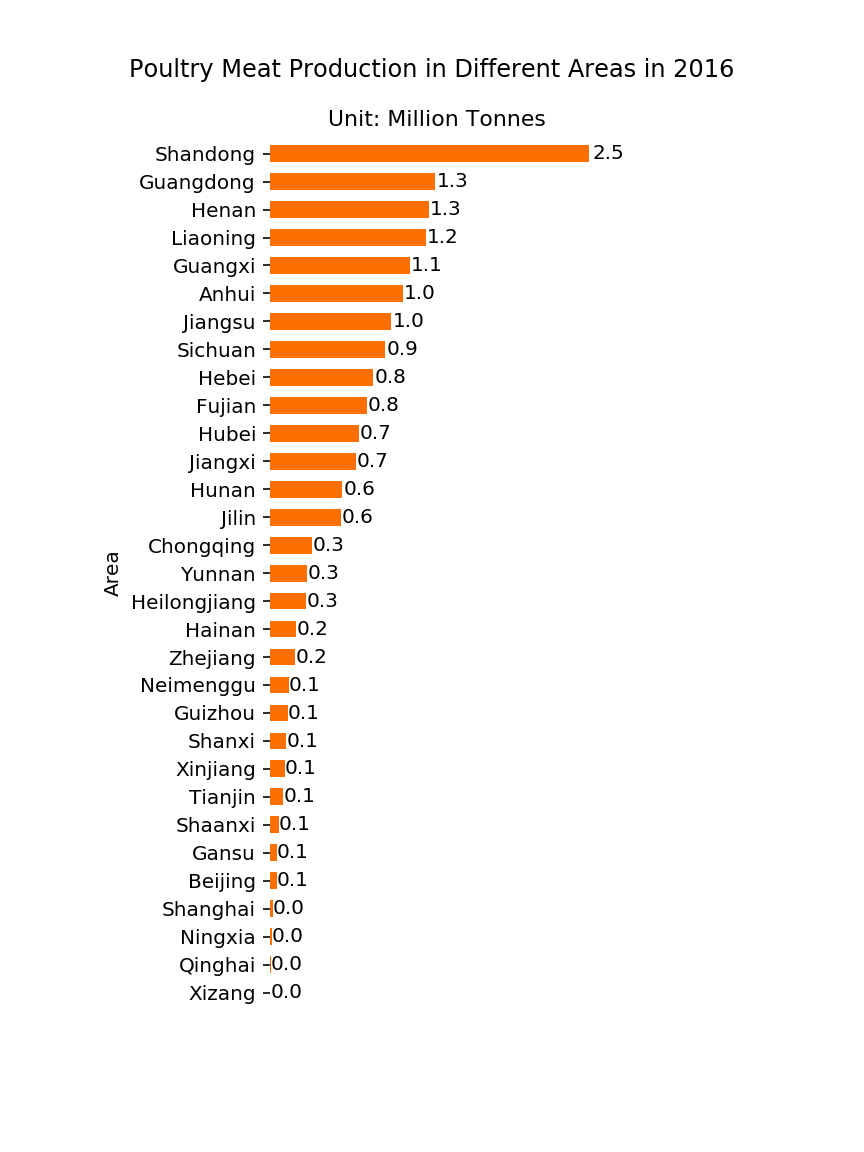 Poultry Meat Production in Different Areas in 2016
Unit: Million Tonnes
Shandong 2.5
Guangdong 1.3
Henan 1.3
Liaoning 1.2
Guangxi 1.1
Anhui 1.0
Jiangsu 1.0
Sichuan 0.9
Hebei 0.8
Fujian 0.8
Hubei 0.7
Jiangxi 0.7
Hunan 0.6
Jilin 0.6
Chongqing 0.3
Yunnan 0.3
Area
Heilongjiang 0.3
Hainan 0.2
Zhejiang 0.2
Neimenggu 0.1
Guizhou 0.1
Shanxi 0.1
Xinjiang 0.1
Tianjin 0.1
Shaanxi 0.1
Gansu 0.1
Beijing 0.1
Shanghai 0.0
Ningxia 0.0
Qinghai 0.0
Xizang 0.0